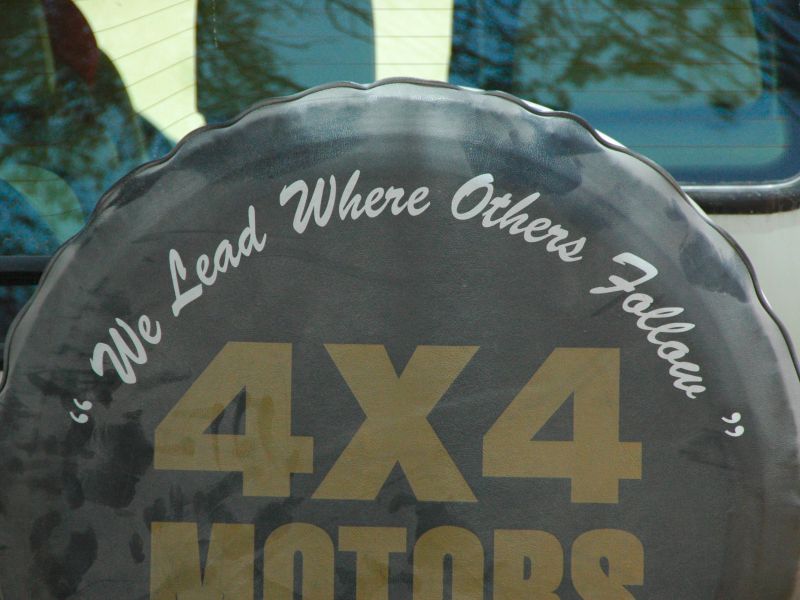 “We Lead Where Others Follow”
4X4
MOTORS